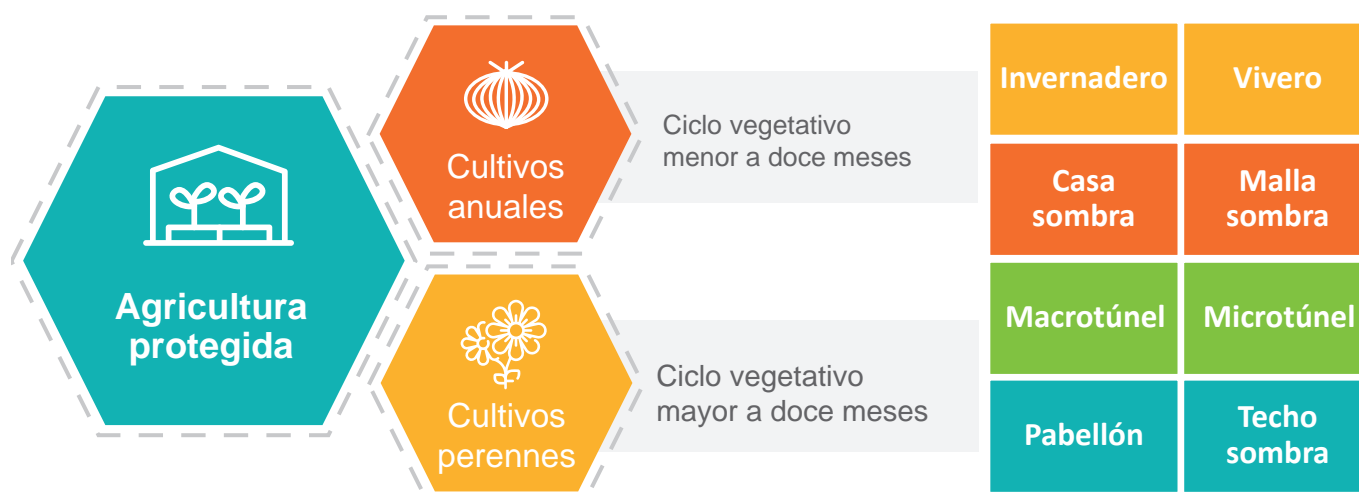 Agricultura
protegida
Cultivos
anuales
Ciclo vegetativo
menor a doce meses
Cultivos
perennes
Ciclo vegetativo
mayor a doce meses
Invernadero
Vivero
Casa
sombra
Malla
sombra
Macrotúnel
Microtúnel
Pabellón
Techo
sombra